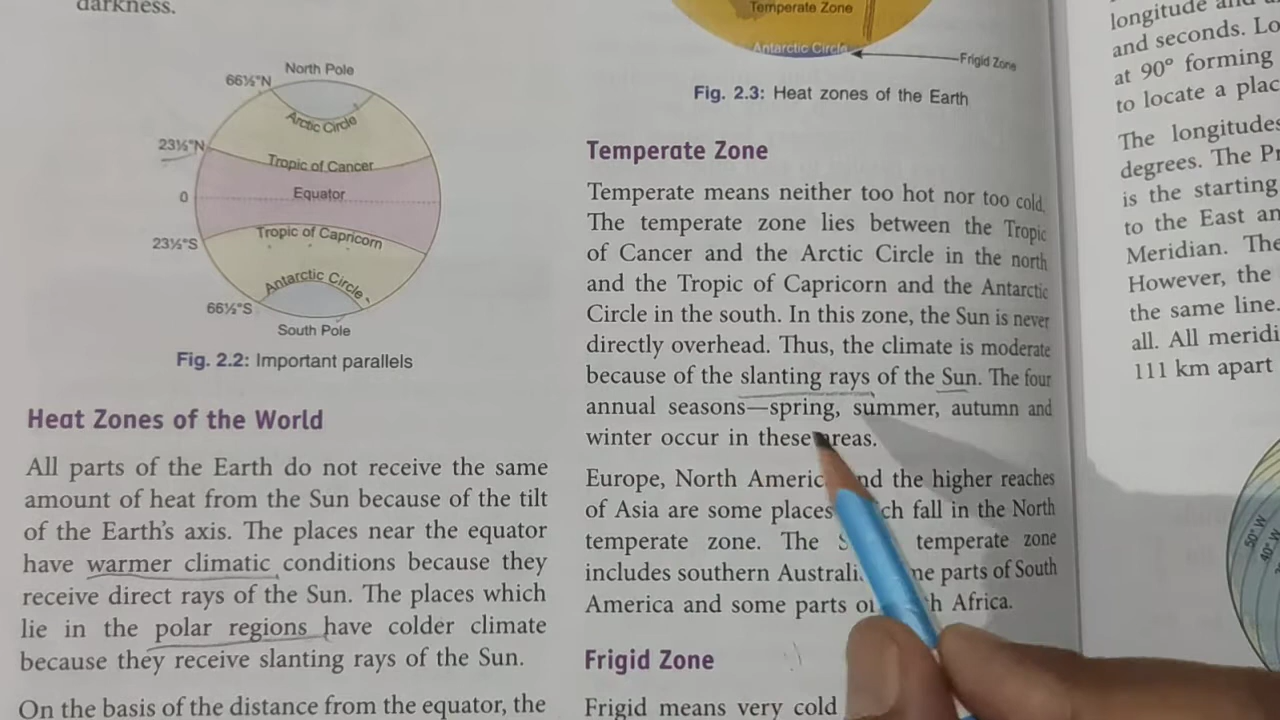 darkness.
North Pole
66½°N
Arctic Circle
23½°N
Tropic of Cancer
Equator
0
Tropic of Capricorn
23½°S
Antarctic Circle
66½°S
South Pole
Fig. 2.2: Important parallels
Heat Zones of the World
All parts of the Earth do not receive the same
amount of heat from the Sun because of the tilt
of the Earth's axis. The places near the equator
have warmer climatic conditions because they
receive direct rays of the Sun. The places which
lie in the polar regions have colder climate
because they receive slanting rays of the Sun.
On the basis of the distance from the equator, the
Temperate Zone
Antarctic Circle
Frigid Zone
Fig. 2.3: Heat zones of the Earth
Temperate Zone
Temperate means neither too hot nor too cold.
The temperate zone lies between the Tropic
of Cancer and the Arctic Circle in the north
and the Tropic of Capricorn and the Antarctic
Circle in the south. In this zone, the Sun is never
directly overhead. Thus, the climate is moderate
because of the slanting rays of the Sun. The four
annual seasons—spring, summer, autumn and
winter occur in these areas.
Europe, North America and the higher reaches
of Asia are some places which fall in the North
temperate zone. The temperate zone
includes southern parts of South
America and some parts of Africa.
Frigid Zone
Frigid means very cold
longitude and
and seconds. Lo
at 90° forming
to locate a plac
The longitudes
degrees. The Pr
is the starting
to the East an
Meridian. The
However, the
the same line.
all. All meridi
111 km apart
50° W
40° W